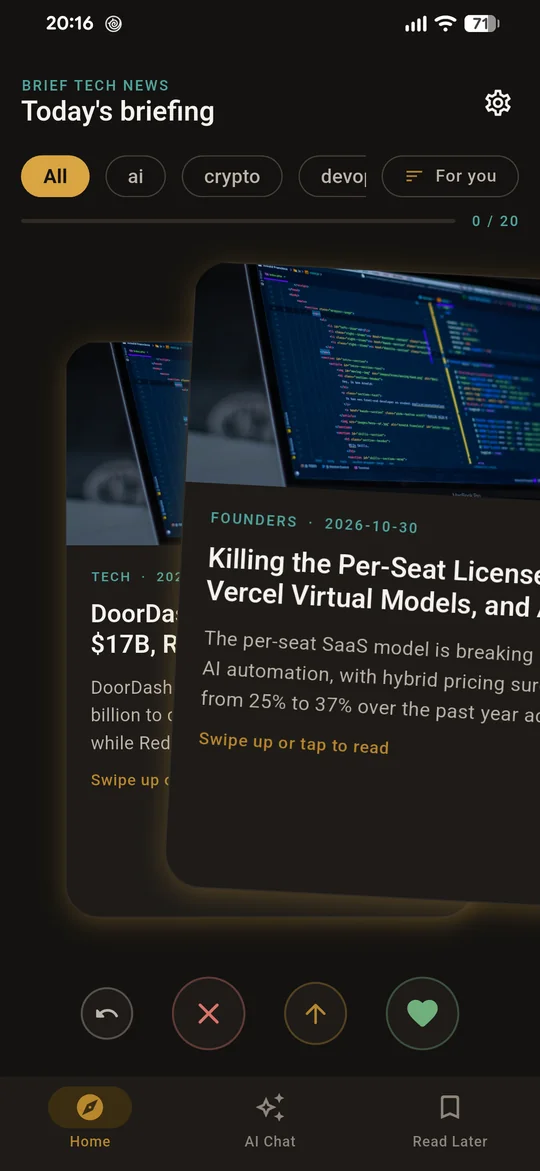 20:16
71
BRIEF TECH NEWS
Today's briefing
All
ai
crypto
For you
0 / 20
FOUNDERS · 2026-10-30
Killing the Per-Seat License
Vercel Virtual Models, and
The per-seat SaaS model is breaking
AI automation, with hybrid pricing sur
from 25% to 37% over the past year
Swipe up or tap to read
TECH · 202
DoorDas
$17B, R
DoorDash
billion to
while Red
Swipe up
Home
AI Chat
Read Later